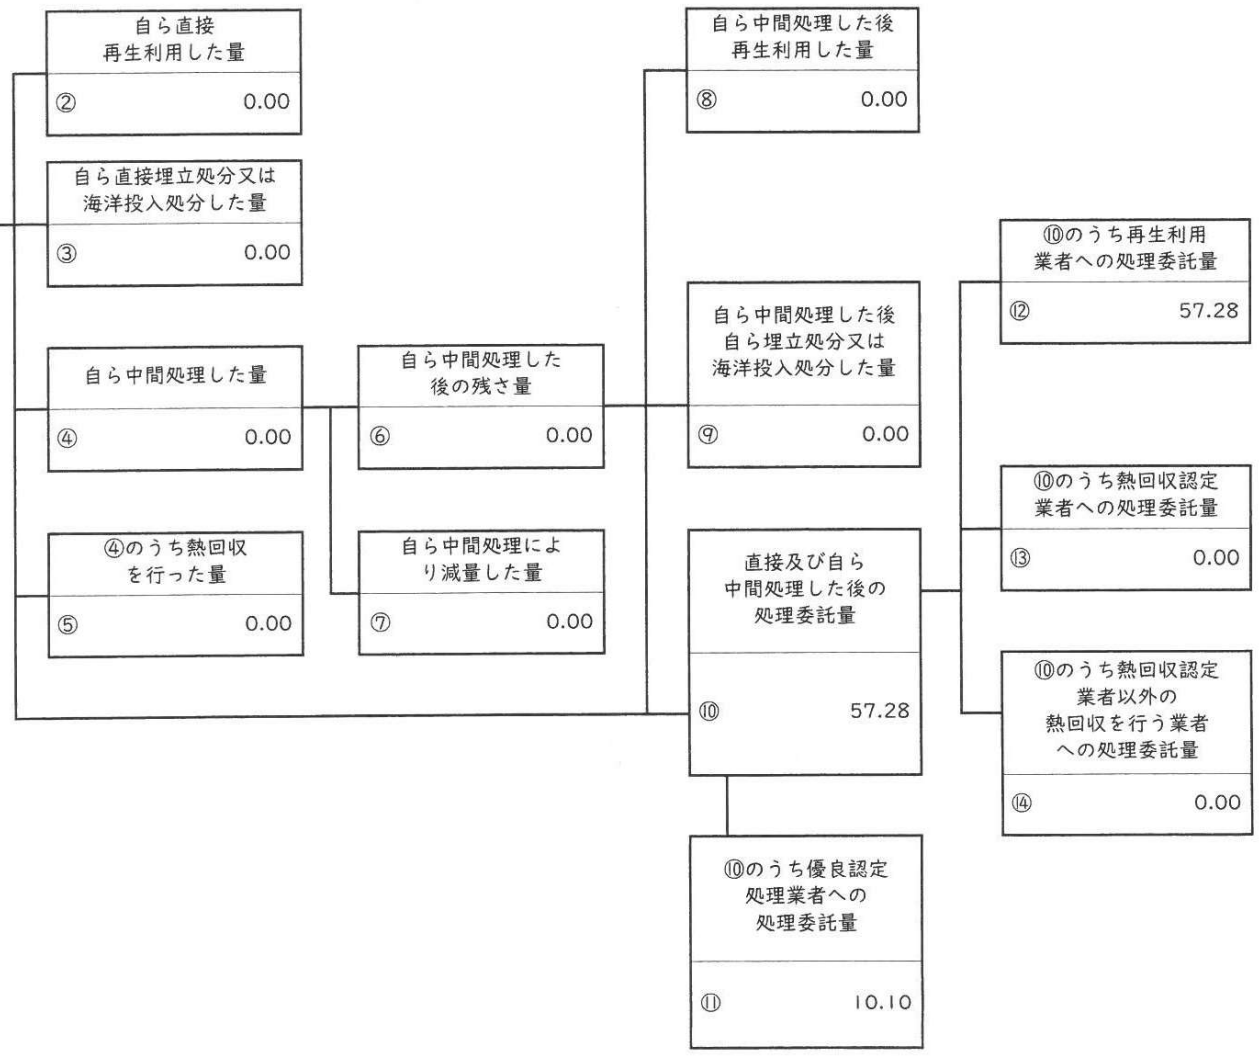 自ら直接
再生利用した量
② 0.00
自ら直接埋立処分又は
海洋投入処分した量
③ 0.00
自ら中間処理した量
④ 0.00
④のうち熱回収
を行った量
⑤ 0.00
自ら中間処理した
後の残さ量
⑥ 0.00
自ら中間処理によ
り減量した量
⑦ 0.00
自ら中間処理した後
再生利用した量
⑧ 0.00
自ら中間処理した後
自ら埋立処分又は
海洋投入処分した量
⑨ 0.00
直接及び自ら
中間処理した後の
処理委託量
⑩ 57.28
⑩のうち優良認定
処理業者への
処理委託量
⑪ 10.10
⑩のうち再生利用
業者への処理委託量
⑫ 57.28
⑩のうち熱回収認定
業者への処理委託量
⑬ 0.00
⑩のうち熱回収認定
業者以外の
熱回収を行う業者
への処理委託量
⑭ 0.00